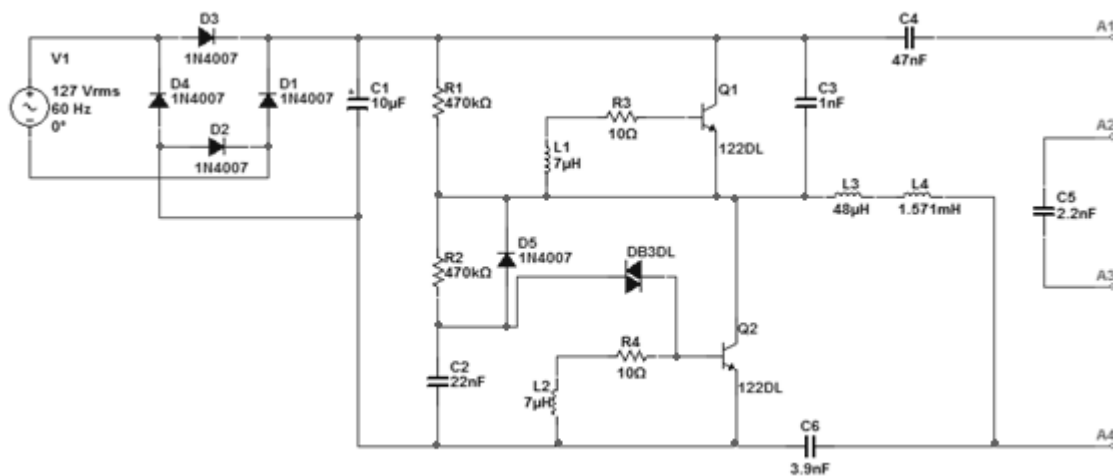 V1
127 Vrms
60 Hz
0°
D3
1N4007
D4
1N4007
D1
1N4007
D2
1N4007
C1
10µF
R1
470kΩ
R3
10Ω
L1
7µH
Q1
122DL
C3
1nF
C4
47nF
A1
A2
L3
48µH
L4
1.571mH
C5
2.2nF
A3
R2
470kΩ
D5
1N4007
DB3DL
C2
22nF
L2
7µH
R4
10Ω
Q2
122DL
C6
3.9nF
A4